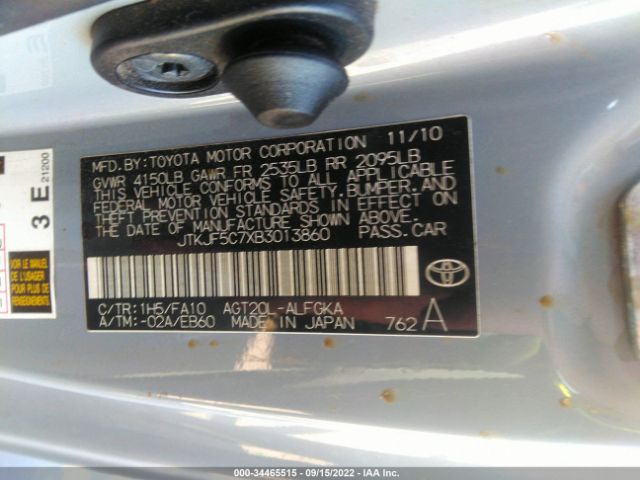 MFD.BY:TOYOTA MOTOR CORPORATION 11/10
GVWR 4150LB GAWR FR 2535LB RR 2095LB
THIS VEHICLE CONFORMS TO ALL APPLICABLE
FEDERAL MOTOR VEHICLE SAFETY,BUMPER,AND
THEFT PREVENTION STANDARDS IN EFFECT ON
THE DATE OF MANUFACTURE SHOWN ABOVE.
JTKJF5C7XB3013860 PASS.CAR
C/TR:1H5/FA10 AGT20L-ALFGKA
A/TM:-02A/EB60 MADE IN JAPAN 762 A
3 E 21200
000-34465515 - 09/15/2022 - IAA Inc.